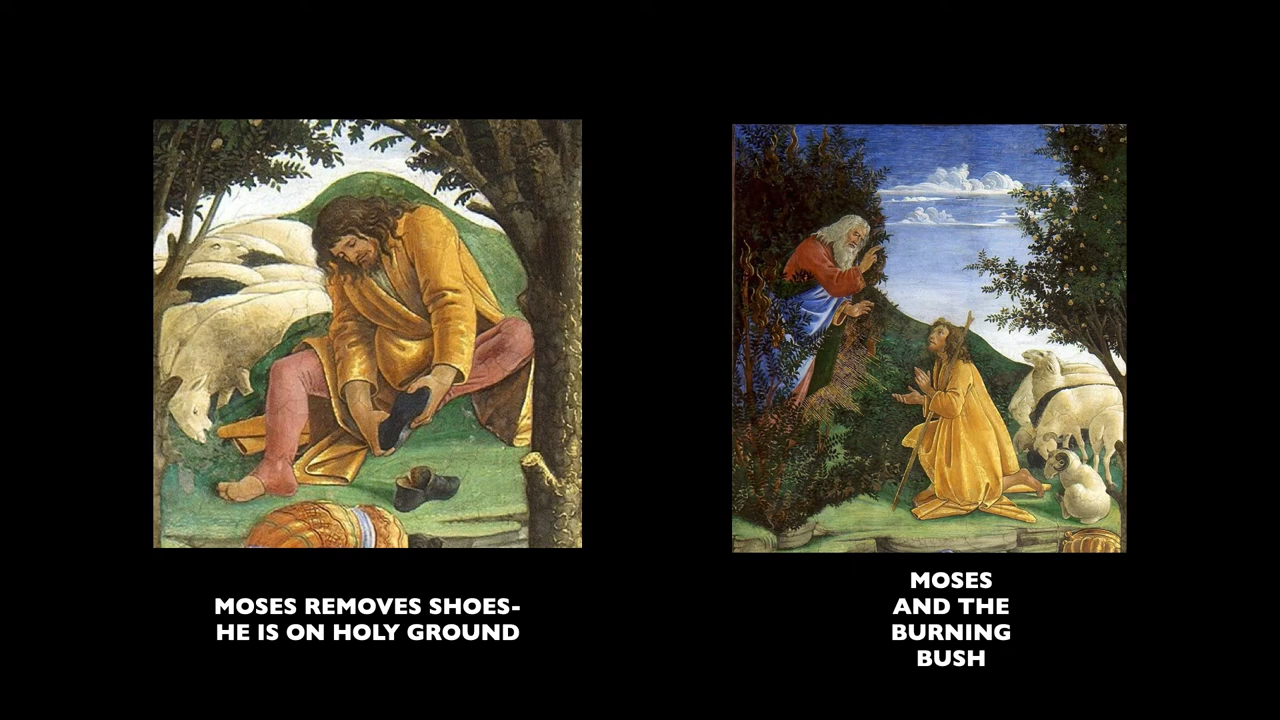 MOSES REMOVES SHOES-
HE IS ON HOLY GROUND
MOSES
AND THE
BURNING
BUSH